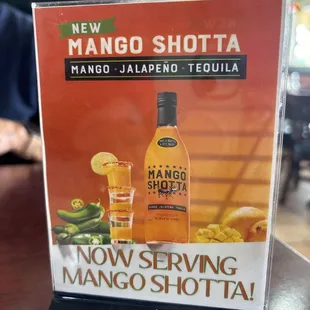 NEW
MANGO SHOTTA
MANGO · JALAPEÑO · TEQUILA
MANGO
SHOTTA
NOW SERVING
MANGO SHOTTA!